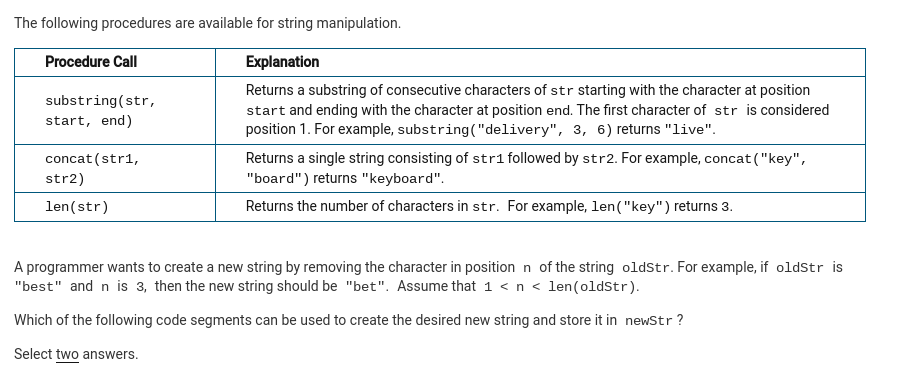 The following procedures are available for string manipulation.
Procedure Call
Explanation
substring(str,
start, end)
Returns a substring of consecutive characters of str starting with the character at position
start and ending with the character at position end. The first character of str is considered
position 1. For example, substring("delivery", 3, 6) returns "live".
concat(str1,
str2)
Returns a single string consisting of str1 followed by str2. For example, concat("key",
"board") returns "keyboard".
len(str)
Returns the number of characters in str. For example, len("key") returns 3.
A programmer wants to create a new string by removing the character in position n of the string oldStr. For example, if oldStr is
"best" and n is 3, then the new string should be "bet". Assume that 1 < n < len(oldStr).
Which of the following code segments can be used to create the desired new string and store it in newStr ?
Select two answers.